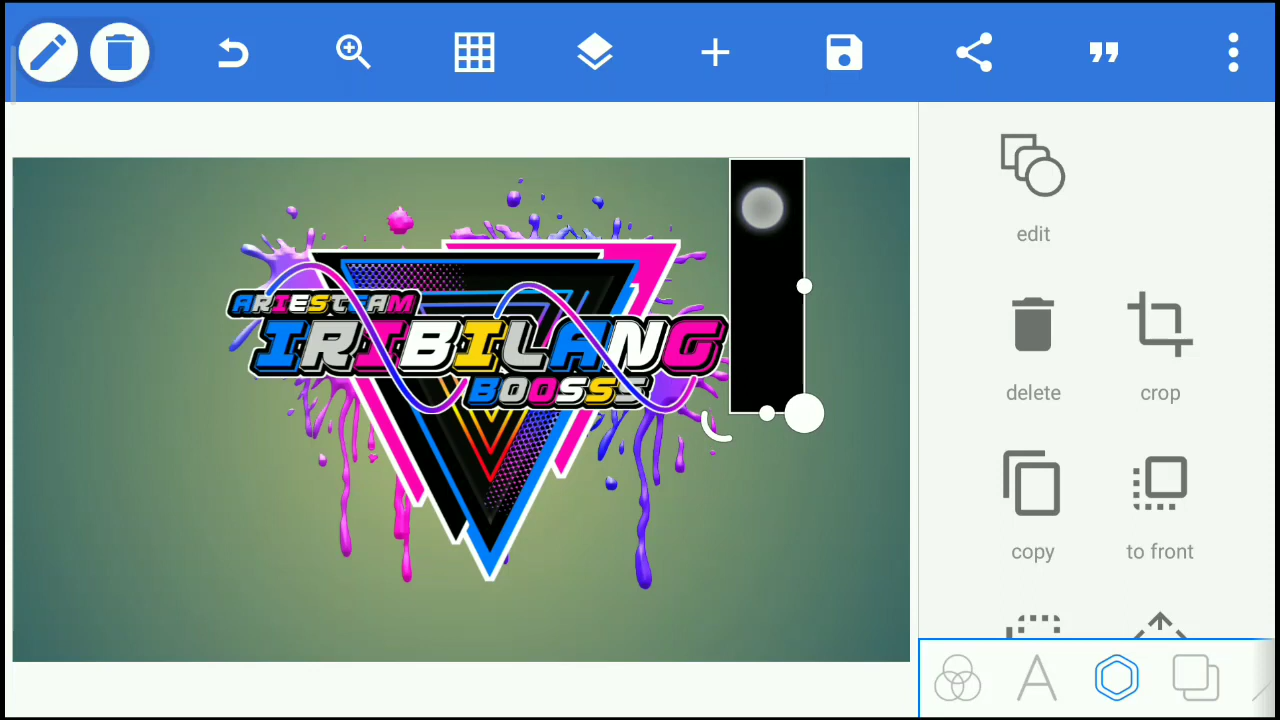 edit
delete
crop
copy
to front
ARIESTEAM
IRIBILANG
BOOSSS